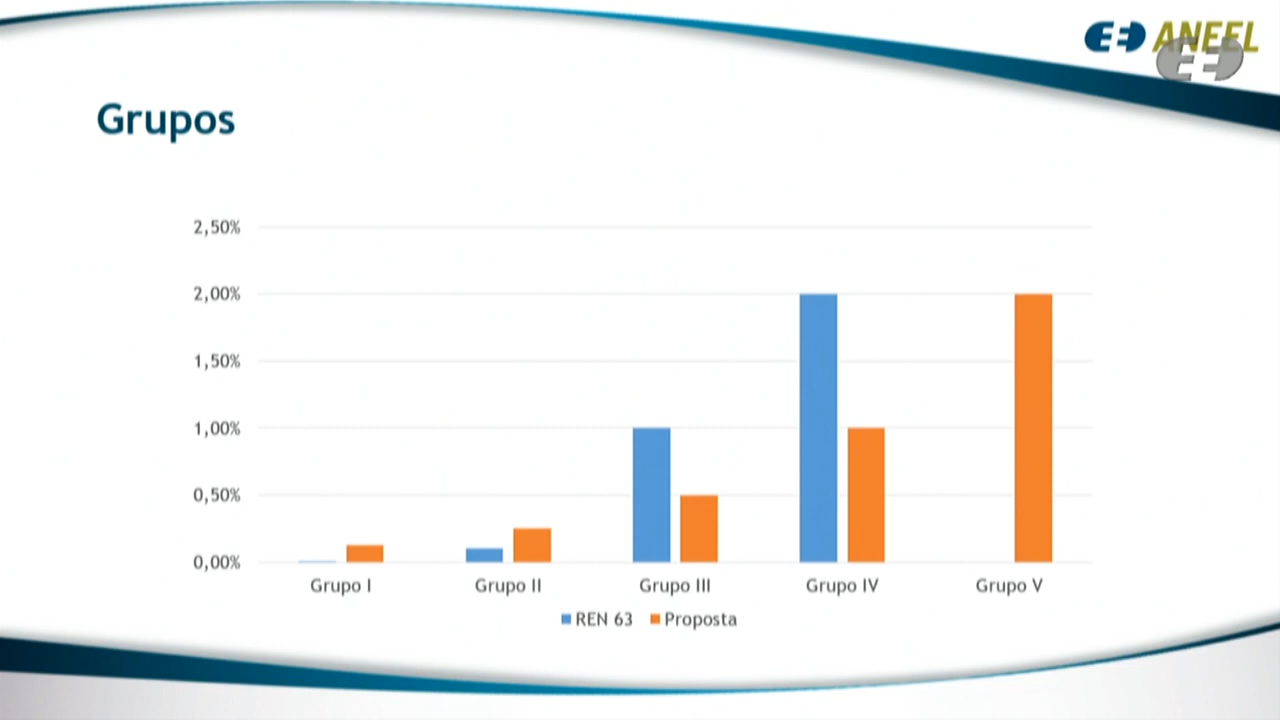 ANEEL
Grupos
2,50%
2,00%
1,50%
1,00%
0,50%
0,00%
Grupo I
Grupo II
Grupo III
Grupo IV
Grupo V
REN 63
Proposta